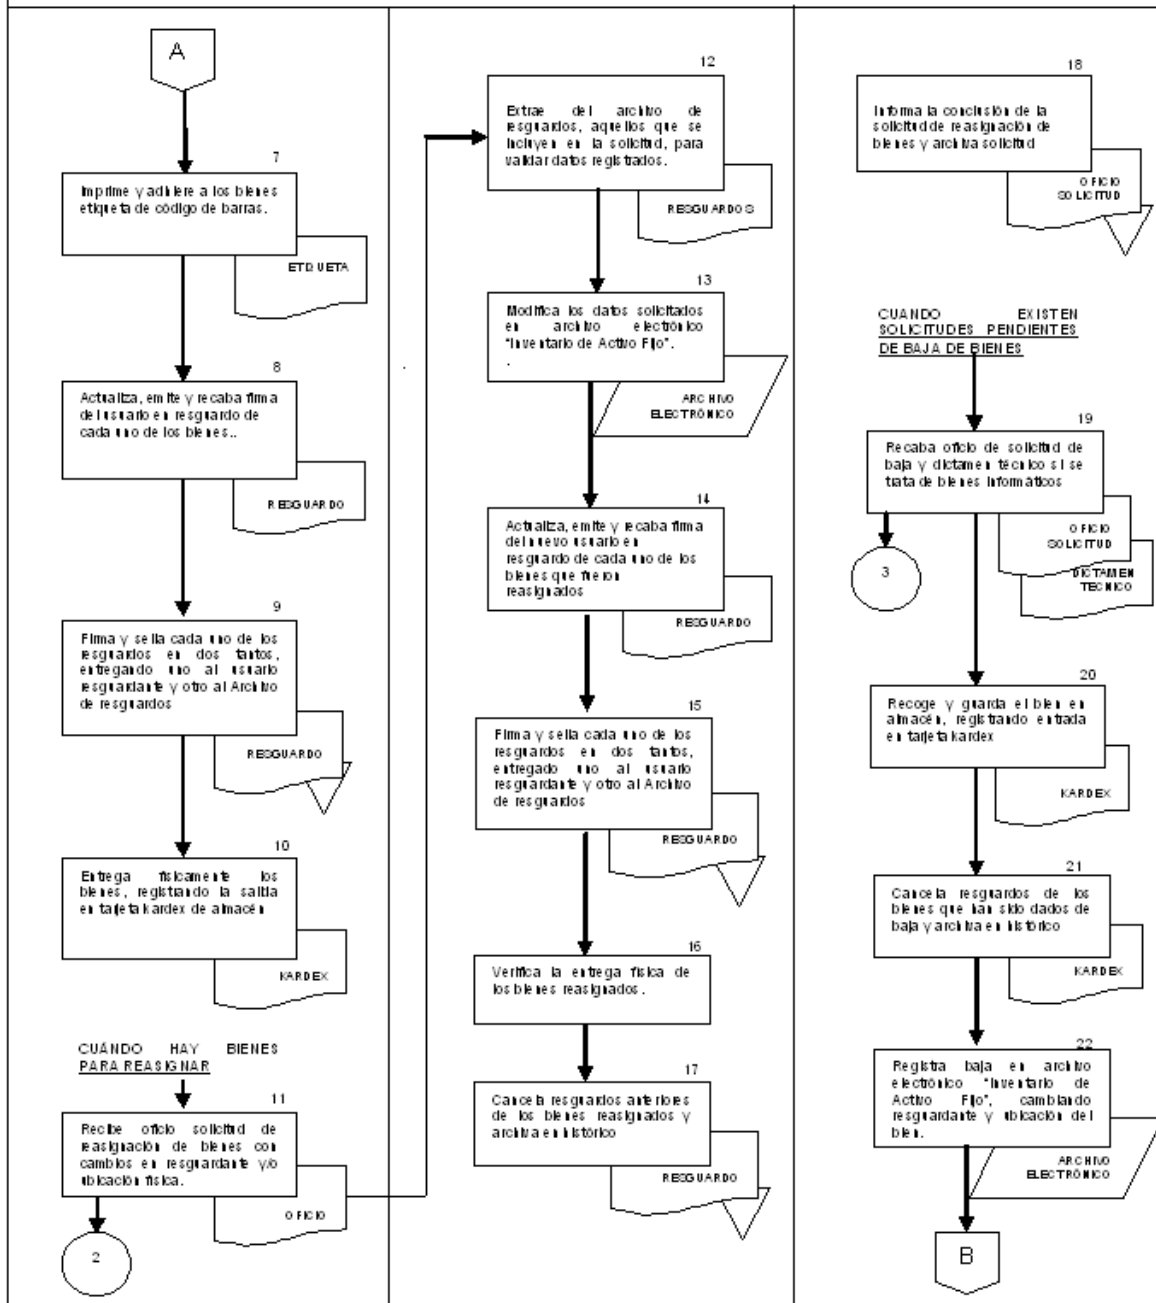 A
7
Imprime y adhiere a los bienes
etiqueta de código de barras.
ETIQUETA
8
Actualiza, emite y recaba firma
del usuario en resguardo de
cada uno de los bienes..
RESGUARDO
9
Firma y sella cada uno de los
resguardos en dos tantos,
entregando uno al usuario
resguardante y otro al Archivo
de resguardos
RESGUARDO
10
Entrega físicamente los
bienes, registrando la salida
en tarjeta kardex de almacén
KARDEX
CUÁNDO HAY BIENES
PARA REASIGNAR
11
Recibe oficio solicitud de
reasignación de bienes con
cambios en resguardante y/o
ubicación física.
OFICIO
2
12
Extrae del archivo de
resguardos, aquellos que se
incluyen en la solicitud, para
validar datos registrados.
RESGUARDOS
13
Modifica los datos solicitados
en archivo electrónico
"Inventario de Activo Fijo".
.
ARCHIVO
ELECTRÓNICO
14
Actualiza, emite y recaba firma
del nuevo usuario en
resguardo de cada uno de los
bienes que fueron
reasignados
RESGUARDO
15
Firma y sella cada uno de los
resguardos en dos tantos,
entregado uno al usuario
resguardante y otro al Archivo
de resguardos
RESGUARDO
16
Verifica la entrega física de
los bienes reasignados.
17
Cancela resguardos anteriores
de los bienes reasignados y
archiva en histórico
RESGUARDO
18
Informa la conclusión de la
solicitud de reasignación de
bienes y archiva solicitud
OFICIO
SOLICITUD
CUANDO EXISTEN
SOLICITUDES PENDIENTES
DE BAJA DE BIENES
19
Recaba oficio de solicitud de
baja y dictamen técnico si se
trata de bienes informáticos
OFICIO
SOLICITUD
DICTAMEN
TECNICO
3
20
Recoge y guarda el bien en
almacén, registrando entrada
en tarjeta kardex
KARDEX
21
Cancela resguardos de los
bienes que han sido dados de
baja y archiva en histórico
KARDEX
22
Registra baja en archivo
electrónico "Inventario de
Activo Fijo", cambiando
resguardante y ubicación del
bien.
ARCHIVO
ELECTRÓNICO
B